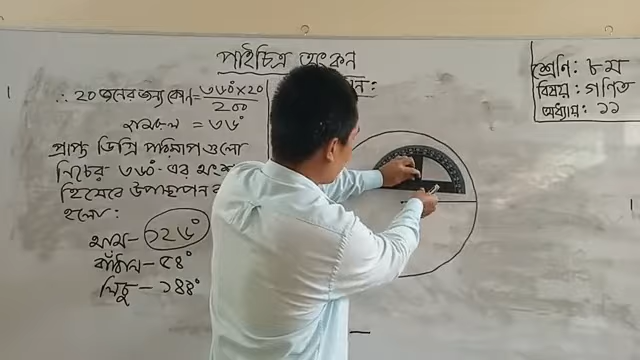 পাইচিত্র অংকন
শ্রেণি: ৮ম
বিষয়: গণিত
অধ্যায়: ১১
∴ ২০ জনের জন্য কোণ = ৩৬০°×২০ / ২০০
= ৩৬°
প্রাপ্ত ডিগ্রি পরিমাপগুলো
নিচের ৩৬০° এর অংশ
হিসেবে উপস্থাপন
হলো:
আম - ১২৬°
কাঁঠাল - ৫৪°
লিচু - ১৪৪°